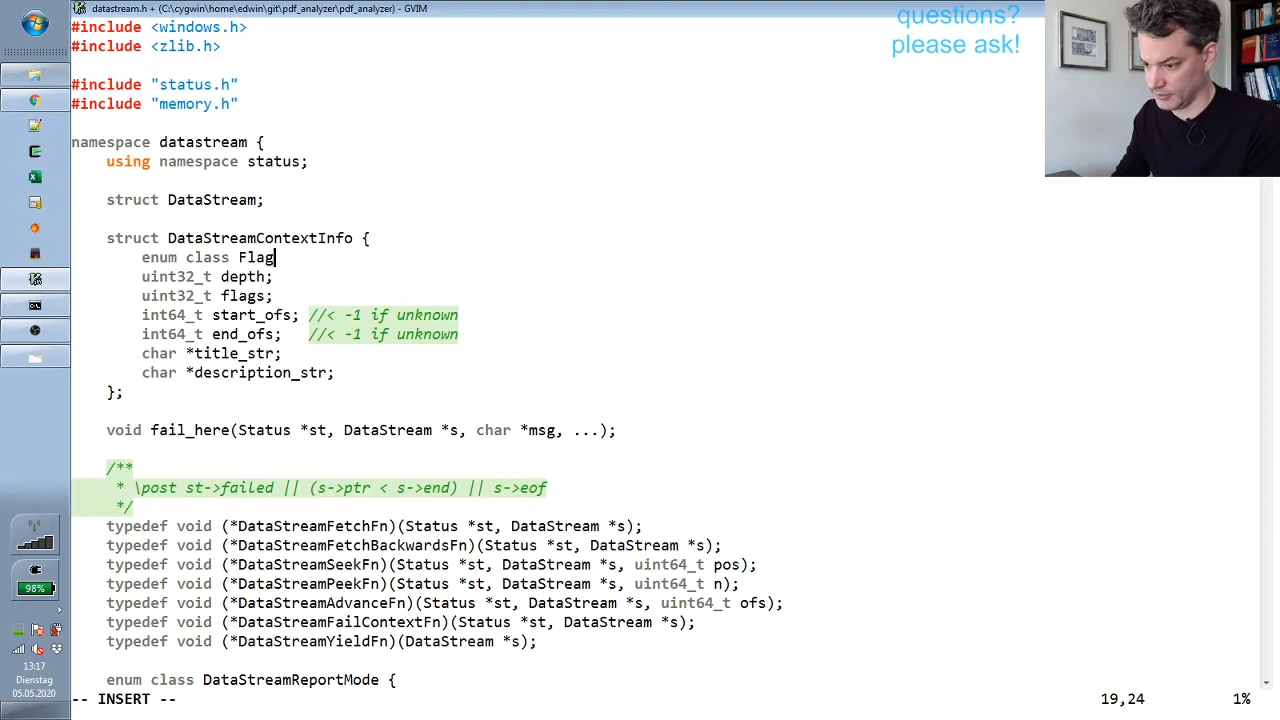 datastream.h + (C:\cygwin\home\edwin\git\pdf_analyzer\pdf_analyzer) - GVIM
#include <windows.h>
#include <zlib.h>
#include "status.h"
#include "memory.h"
namespace datastream {
using namespace status;
struct DataStream;
struct DataStreamContextInfo {
enum class Flag
uint32_t depth;
uint32_t flags;
int64_t start_ofs; //< -1 if unknown
int64_t end_ofs; //< -1 if unknown
char *title_str;
char *description_str;
};
void fail_here(Status *st, DataStream *s, char *msg, ...);
/**
* \post st->failed || (s->ptr < s->end) || s->eof
*/
typedef void (*DataStreamFetchFn)(Status *st, DataStream *s);
typedef void (*DataStreamFetchBackwardsFn)(Status *st, DataStream *s);
typedef void (*DataStreamSeekFn)(Status *st, DataStream *s, uint64_t pos);
typedef void (*DataStreamPeekFn)(Status *st, DataStream *s, uint64_t n);
typedef void (*DataStreamAdvanceFn)(Status *st, DataStream *s, uint64_t ofs);
typedef void (*DataStreamFailContextFn)(Status *st, DataStream *s);
typedef void (*DataStreamYieldFn)(DataStream *s);
enum class DataStreamReportMode {
-- INSERT --
19,24
1%
questions?
please ask!
98%
13:17
Dienstag
05.05.2020